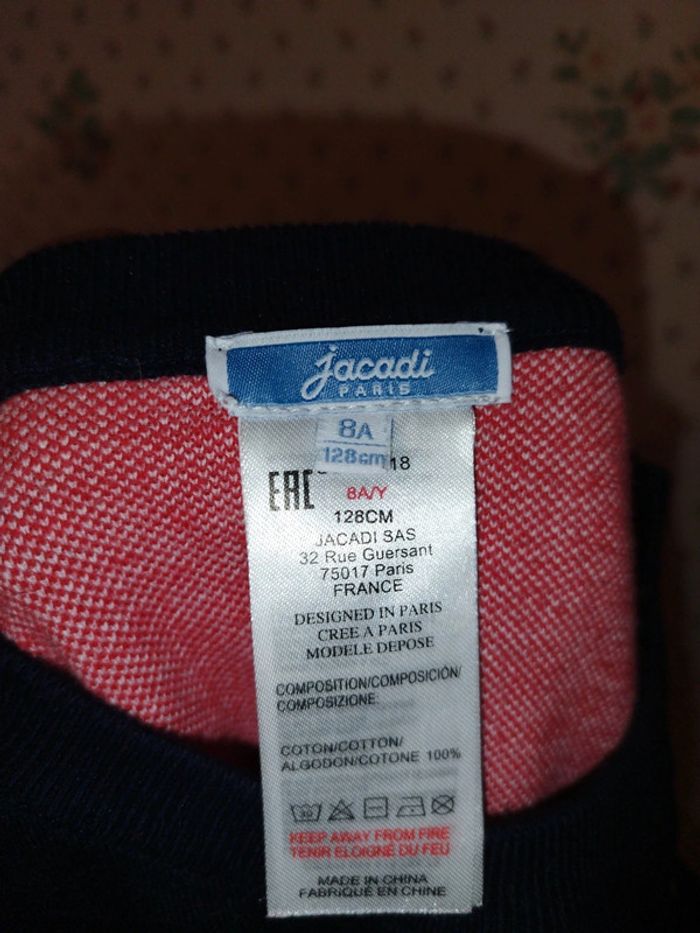 jacadi
PARIS
8A
128cm
18
EAC
8A/Y
128CM
JACADI SAS
32 Rue Guersant
75017 Paris
FRANCE
DESIGNED IN PARIS
CREE A PARIS
MODELE DEPOSE
COMPOSITION/COMPOSICIÓN/
COMPOSIZIONE:
COTON/COTTON/
ALGODON/COTONE 100%
KEEP AWAY FROM FIRE
TENIR ELOIGNE DU FEU
MADE IN CHINA
FABRIQUÉ EN CHINE